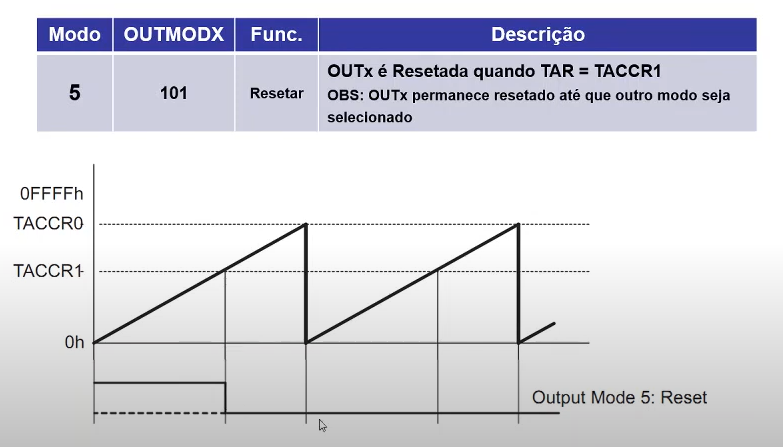 Modo OUTMODX Func. Descrição
5 101 Resetar OUTx é Resetada quando TAR = TACCR1
OBS: OUTx permanece resetado até que outro modo seja
selecionado
0FFFFh
TACCR0
TACCR1
0h
Output Mode 5: Reset